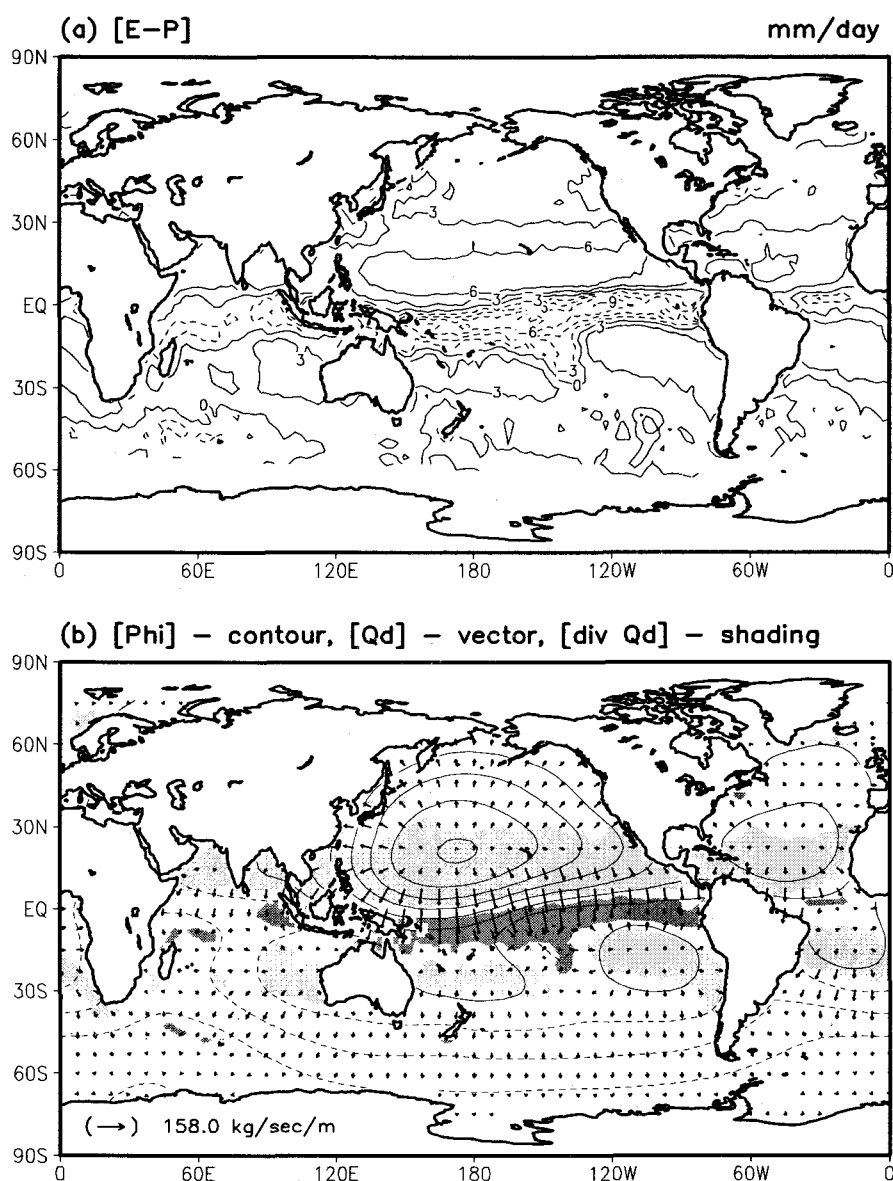 (a) [E–P] mm/day
90N
60N
30N
EQ
30S
60S
90S
3
6
6
-3
-3
-9
-6
3
3
-3
0
3
0
0 60E 120E 180 120W 60W 0
(b) [Phi] – contour, [Qd] – vector, [div Qd] – shading
90N
60N
30N
EQ
30S
60S
90S
(→) 158.0 kg/sec/m
0 60E 120E 180 120W 60W 0